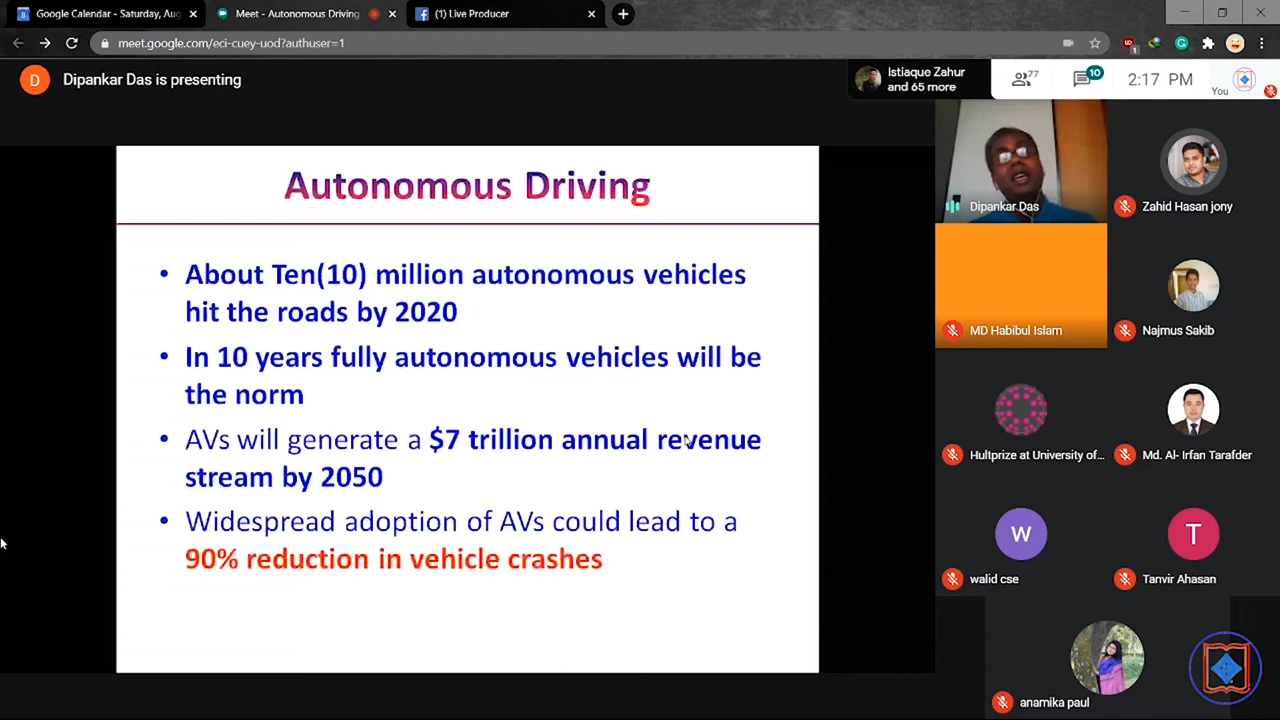 Google Calendar - Saturday, Aug
Meet - Autonomous Driving
(1) Live Producer
meet.google.com/eci-cuey-uod?authuser=1
D
Dipankar Das is presenting
Istiaque Zahur
and 65 more
77
10
2:17 PM
You
Autonomous Driving
• About Ten(10) million autonomous vehicles
hit the roads by 2020
• In 10 years fully autonomous vehicles will be
the norm
• AVs will generate a $7 trillion annual revenue
stream by 2050
• Widespread adoption of AVs could lead to a
90% reduction in vehicle crashes
Dipankar Das
Zahid Hasan jony
MD Habibul Islam
Najmus Sakib
Hultprize at University of...
Md. Al- Irfan Tarafder
W
walid cse
T
Tanvir Ahasan
anamika paul